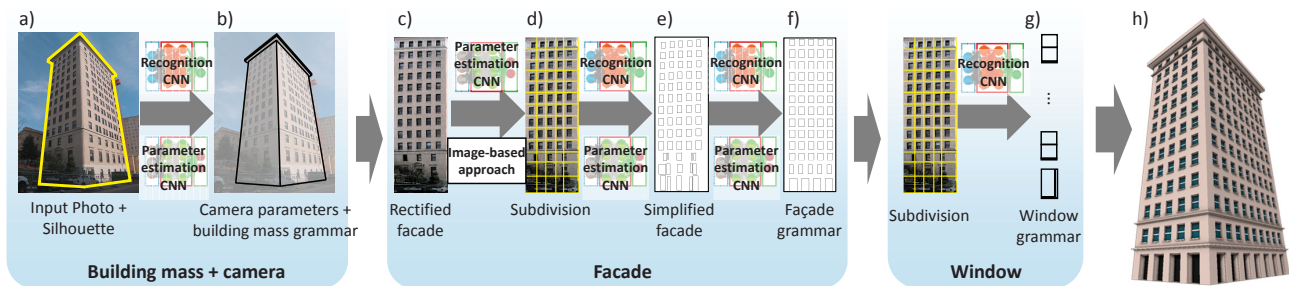 a)
b)
c)
d)
e)
f)
g)
h)
Recognition
CNN
Parameter
estimation
CNN
Input Photo +
Silhouette
Camera parameters +
building mass grammar
Building mass + camera
Parameter
estimation
CNN
Image-based
approach
Recognition
CNN
Parameter
estimation
CNN
Recognition
CNN
Parameter
estimation
CNN
Rectified
facade
Subdivision
Simplified
facade
Façade
grammar
Facade
Recognition
CNN
...
Subdivision
Window
grammar
Window